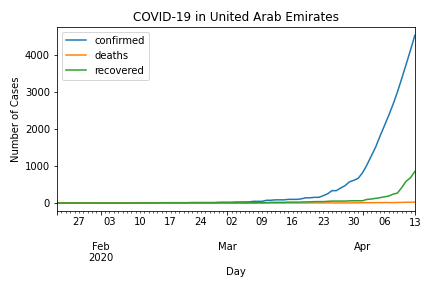 COVID-19 in United Arab Emirates
confirmed
deaths
recovered
Number of Cases
4000
3000
2000
1000
0
27 03 10 17 24 02 09 16 23 30 06 13
Feb Mar Apr
2020
Day